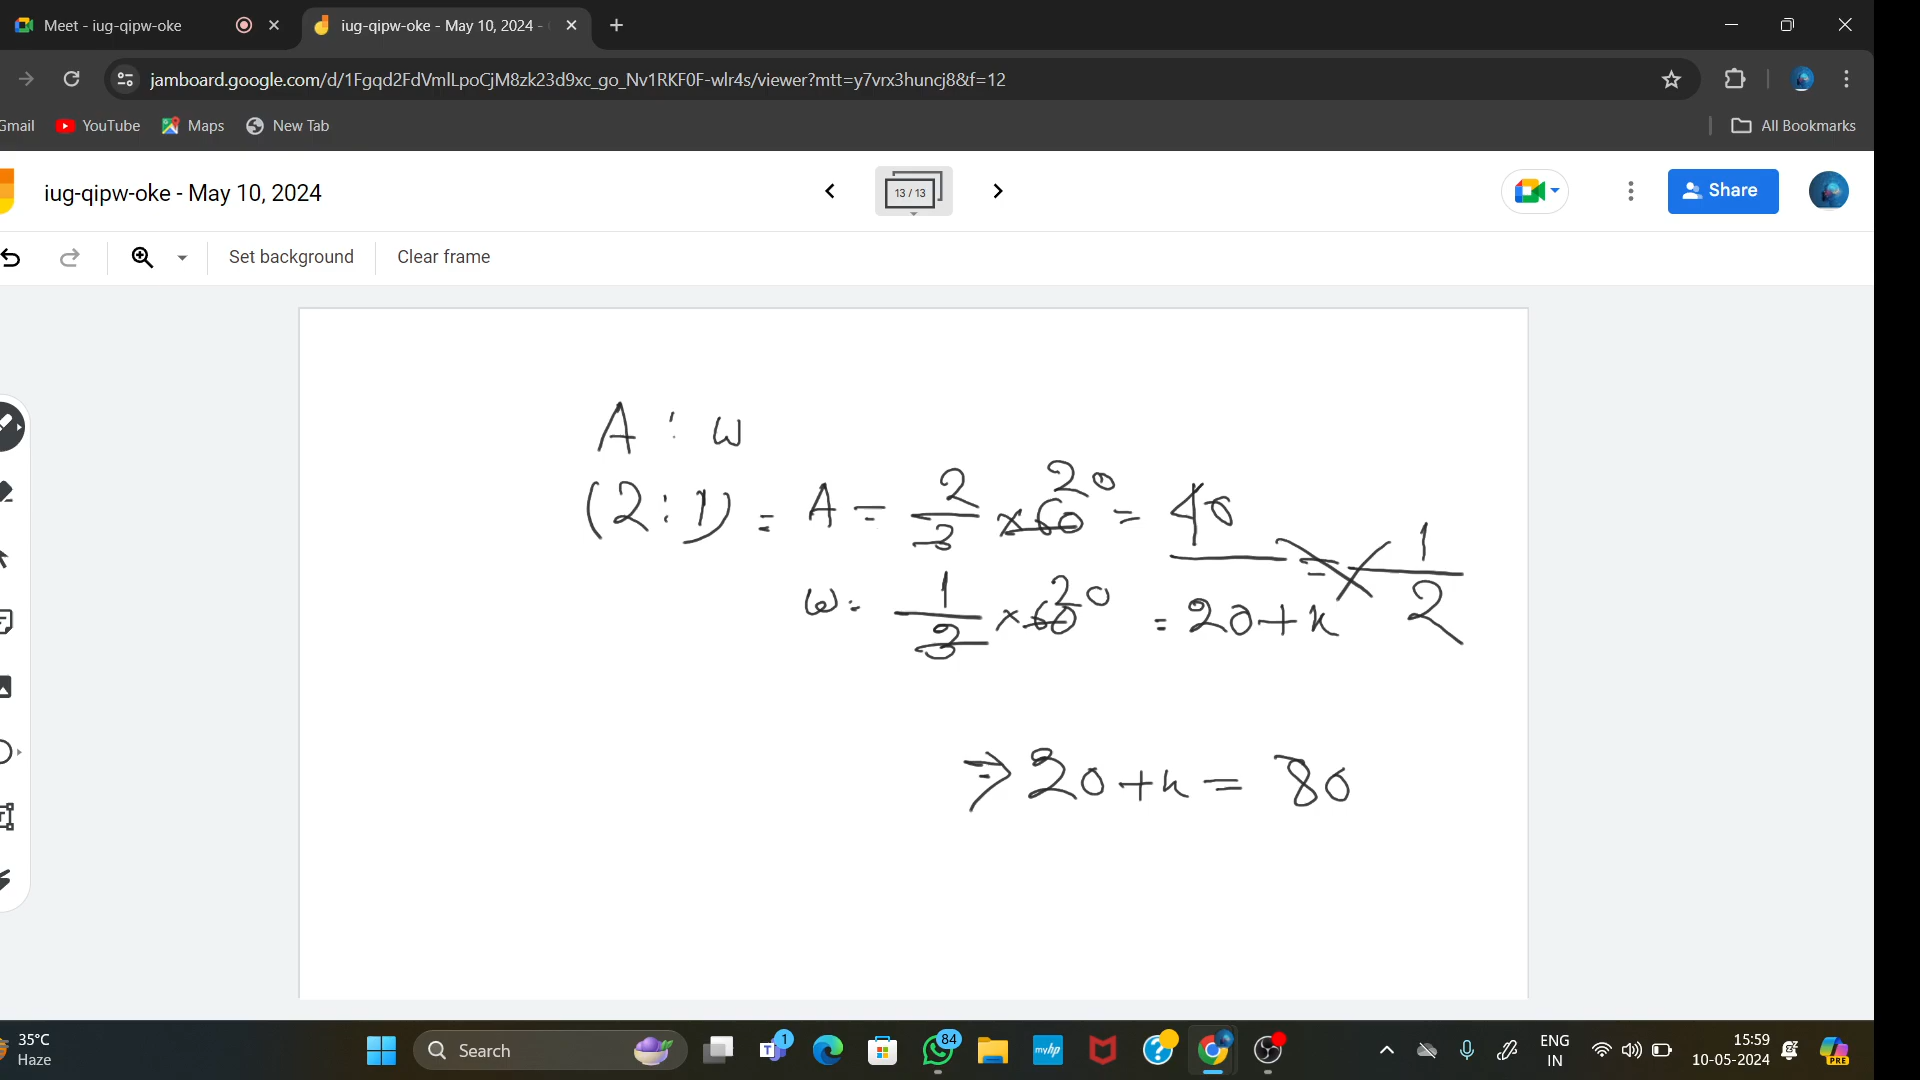 Meet - iug-qipw-oke
iug-qipw-oke - May 10, 2024 -
jamboard.google.com/d/1Fgqd2FdVmlLpoCjM8zk23d9xc_go_Nv1RKF0F-wlr4s/viewer?mtt=y7vrx3huncj8&f=12
Gmail YouTube Maps New Tab All Bookmarks
iug-qipw-oke - May 10, 2024 13 / 13 Share
Set background Clear frame
A : W
(2 : 1) = A = 2/3 × 60 20 = 40
= 1/2
W = 1/3 × 60 20 = 20 + x
⇒ 20 + x = 80
35°C
Haze
Search
1
84
myhp
ENG
IN
15:59
10-05-2024
PRE